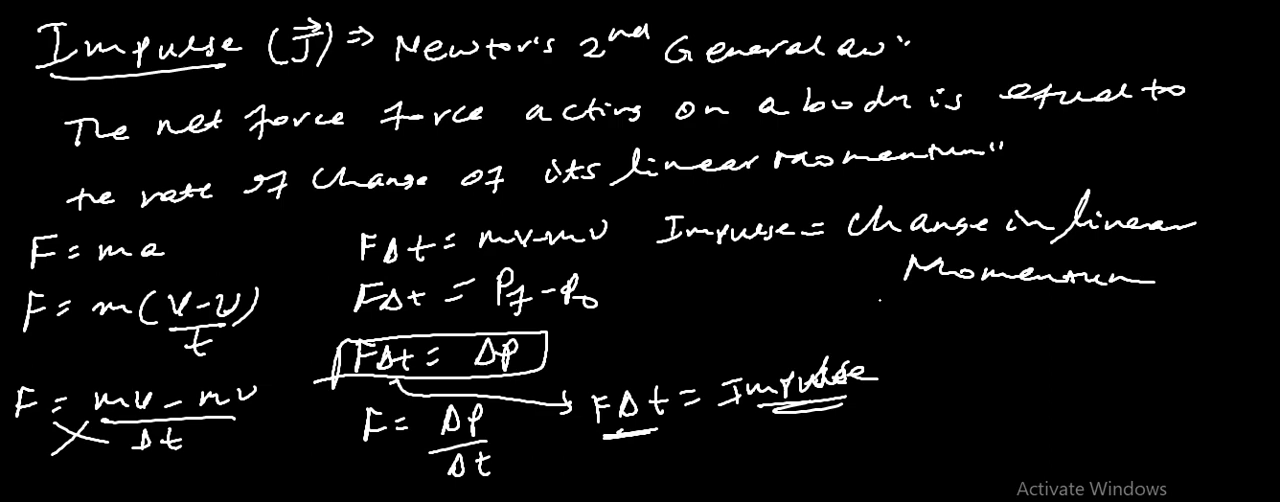 Impulse (J⃗) ⇒ Newton's 2nd General law"
The net force force acting on a body is equal to
the rate of change of its linear momentum"
F = ma
F = m(v-u)/t
F = mv - mu/Δt
FΔt = mv-mu
FΔt = Pf - Po
FΔt = Δp
F = Δp/Δt
FΔt = Impulse
Impulse = change in linear
Momentum
Activate Windows